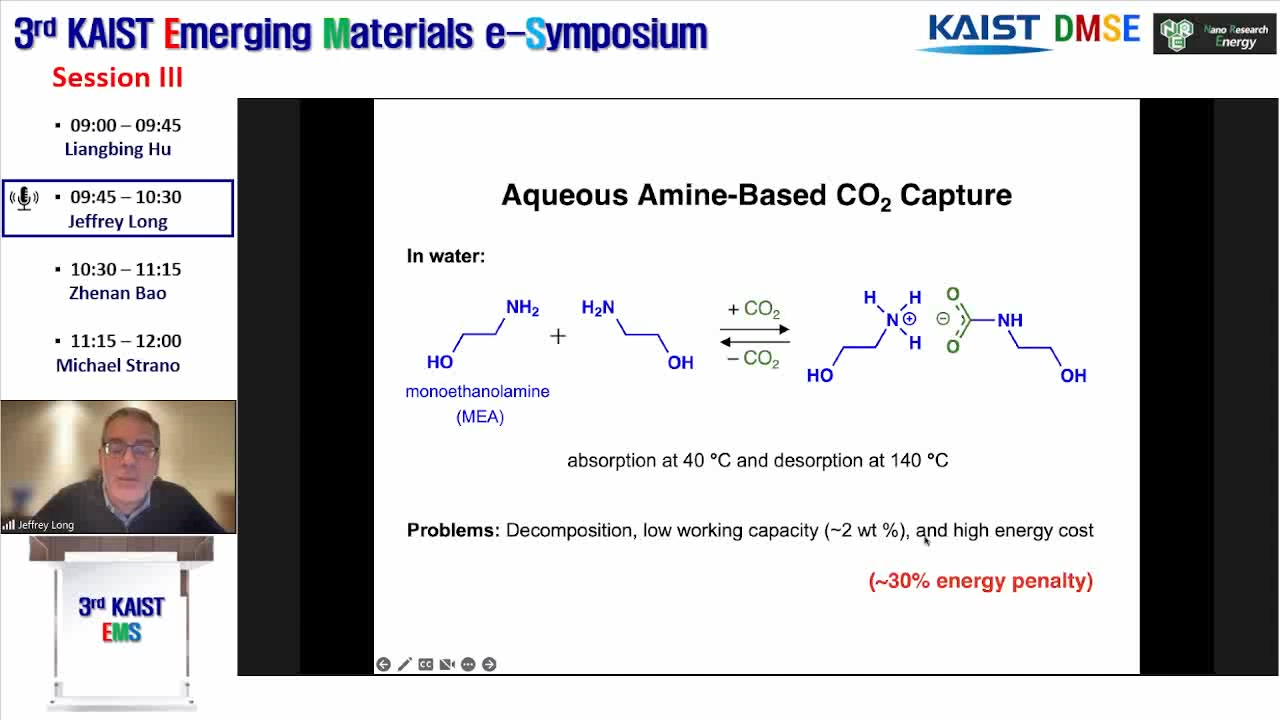 3rd KAIST Emerging Materials e-Symposium
KAIST DMSE
NRE Nano Research Energy
Session III
▪ 09:00 – 09:45
Liangbing Hu
▪ 09:45 – 10:30
Jeffrey Long
▪ 10:30 – 11:15
Zhenan Bao
▪ 11:15 – 12:00
Michael Strano
Jeffrey Long
3rd KAIST
EMS
Aqueous Amine-Based CO₂ Capture
In water:
NH₂ H₂N + CO₂ H H O
+ N ⊕ ⊖ NH
HO OH – CO₂ H O
HO OH
monoethanolamine
(MEA)
absorption at 40 °C and desorption at 140 °C
Problems: Decomposition, low working capacity (~2 wt %), and high energy cost
(~30% energy penalty)
CC